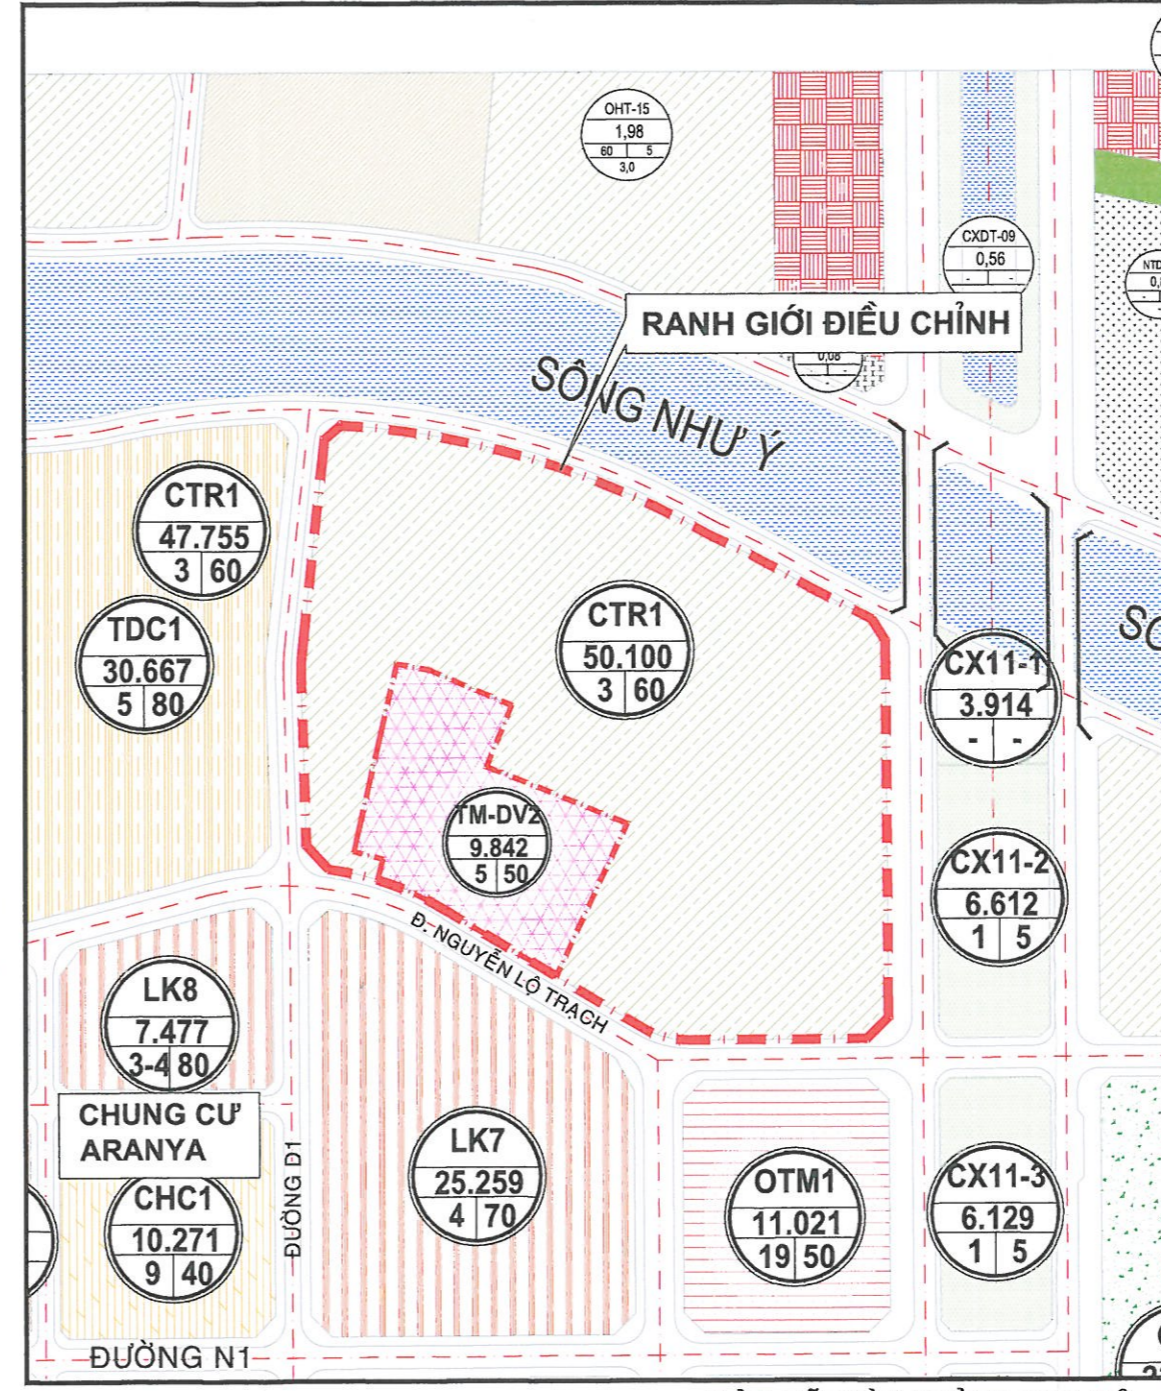 OHT-15
1,98
60 5
3,0
CXDT-09
0,56
- -
NTD
0,
RANH GIỚI ĐIỀU CHỈNH
0,08
- -
-
SÔNG NHƯ Ý
CTR1
47.755
3 60
TDC1
30.667
5 80
CTR1
50.100
3 60
SÔ
CX11-1
3.914
- -
TM-DV2
9.842
5 50
CX11-2
6.612
1 5
Đ. NGUYỄN LỘ TRẠCH
LK8
7.477
3-4 80
CHUNG CƯ
ARANYA
CHC1
10.271
9 40
ĐƯỜNG D1
LK7
25.259
4 70
OTM1
11.021
19 50
CX11-3
6.129
1 5
ĐƯỜNG N1